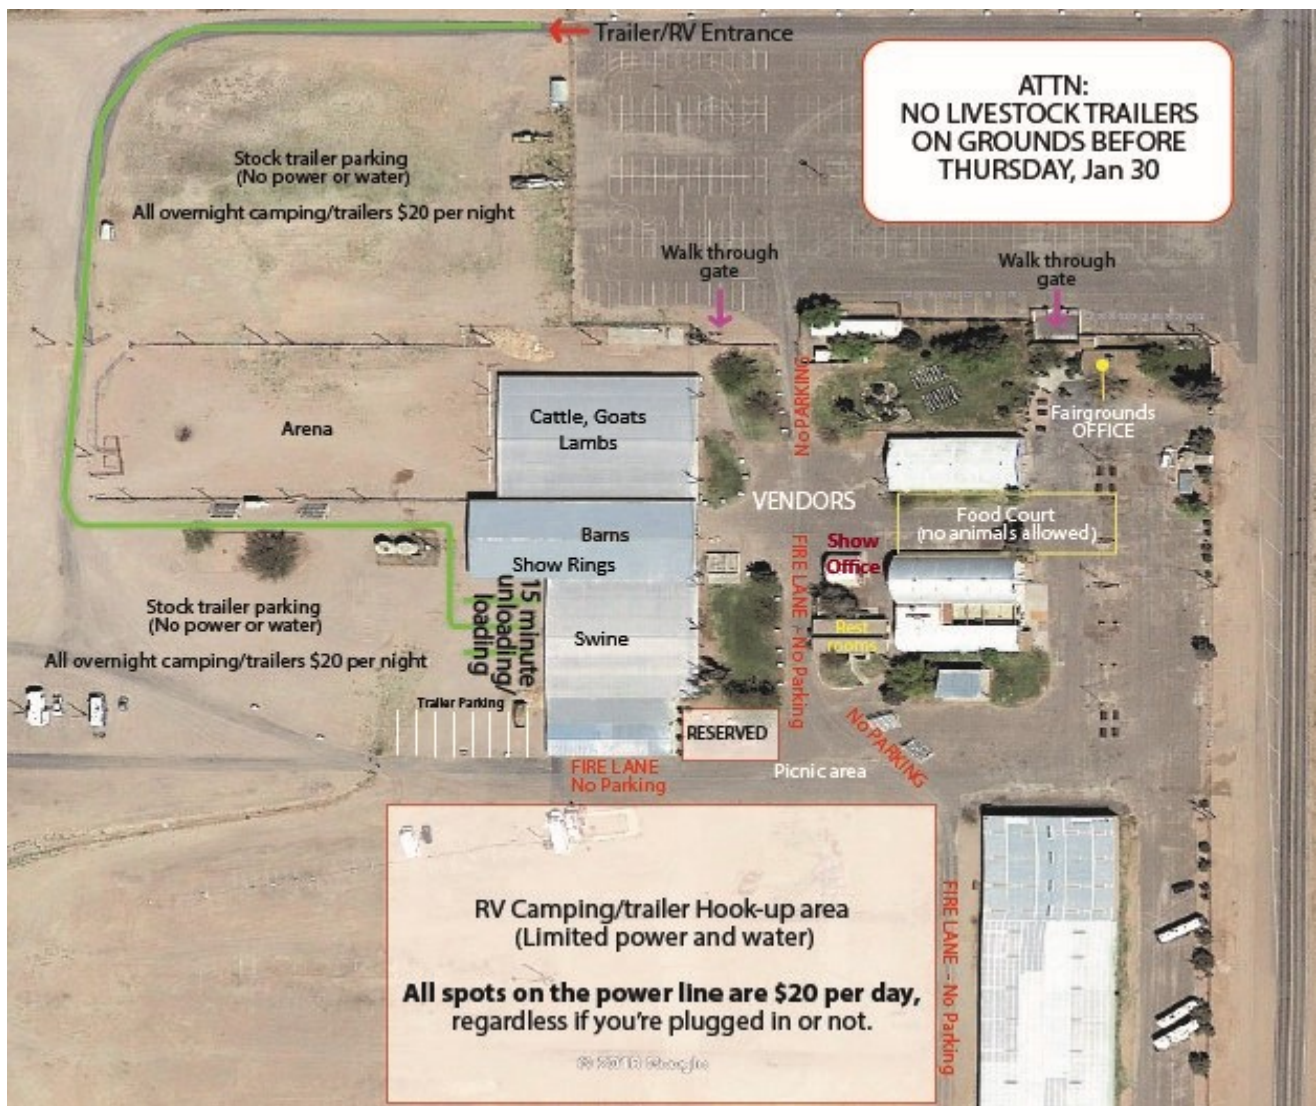 Trailer/RV Entrance
ATTN:
NO LIVESTOCK TRAILERS
ON GROUNDS BEFORE
THURSDAY, Jan 30
Stock trailer parking
(No power or water)
All overnight camping/trailers $20 per night
Walk through
gate
Walk through
gate
No PARKING
Fairgrounds
OFFICE
Arena
Cattle, Goats
Lambs
VENDORS
Food Court
(no animals allowed)
Barns
Show Rings
Show
Office
FIRE LANE - No Parking
15 minute
unloading/
loading
Stock trailer parking
(No power or water)
All overnight camping/trailers $20 per night
Swine
Rest
rooms
Trailer Parking
RESERVED
No PARKING
FIRE LANE
No Parking
Picnic area
RV Camping/trailer Hook-up area
(Limited power and water)
All spots on the power line are $20 per day,
regardless if you're plugged in or not.
FIRE LANE - No Parking
© 2018 Google